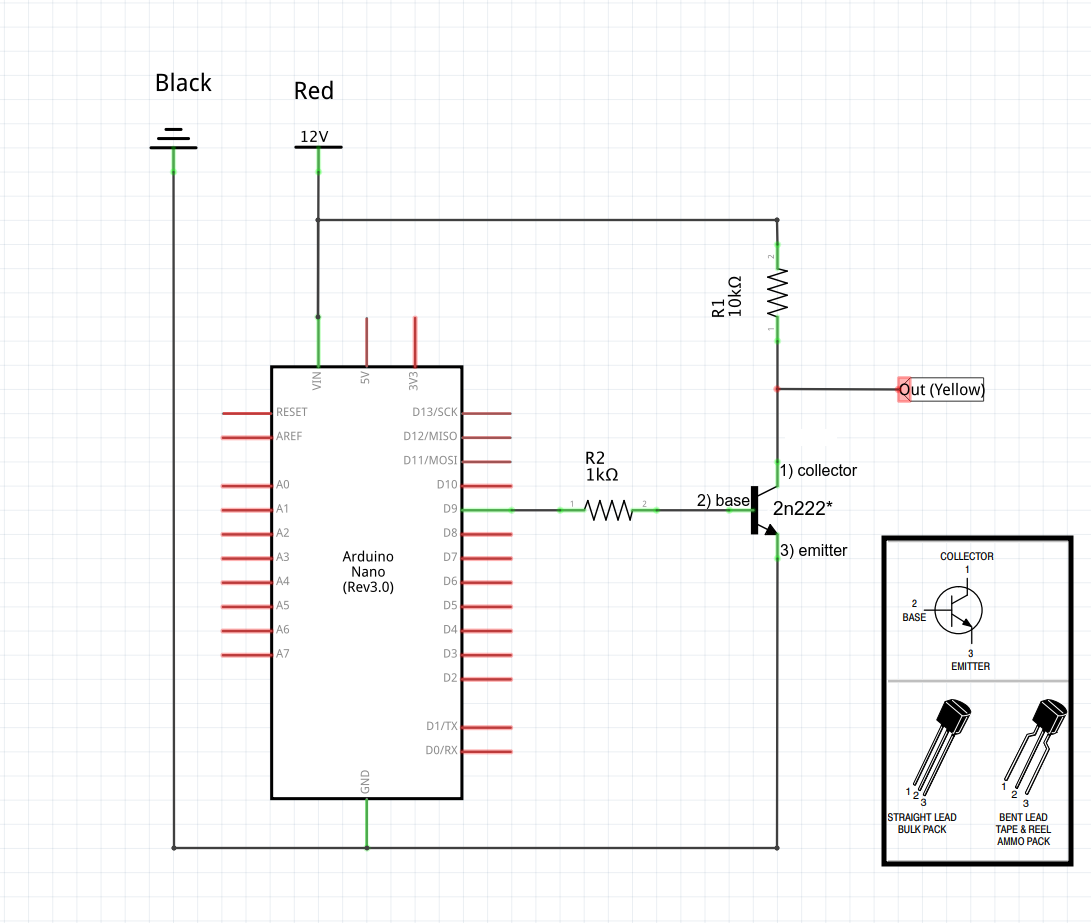 Black
Red
12V
2
R1
10kΩ
1
VIN
5V
3V3
Out (Yellow)
RESET
AREF
A0
A1
A2
A3
A4
A5
A6
A7
D13/SCK
D12/MISO
D11/MOSI
D10
D9
D8
D7
D6
D5
D4
D3
D2
D1/TX
D0/RX
Arduino
Nano
(Rev3.0)
GND
R2
1kΩ
1
2
1) collector
2) base
2n222*
3) emitter
COLLECTOR
1
2
BASE
3
EMITTER
1
2
3
STRAIGHT LEAD
BULK PACK
1
2
3
BENT LEAD
TAPE & REEL
AMMO PACK